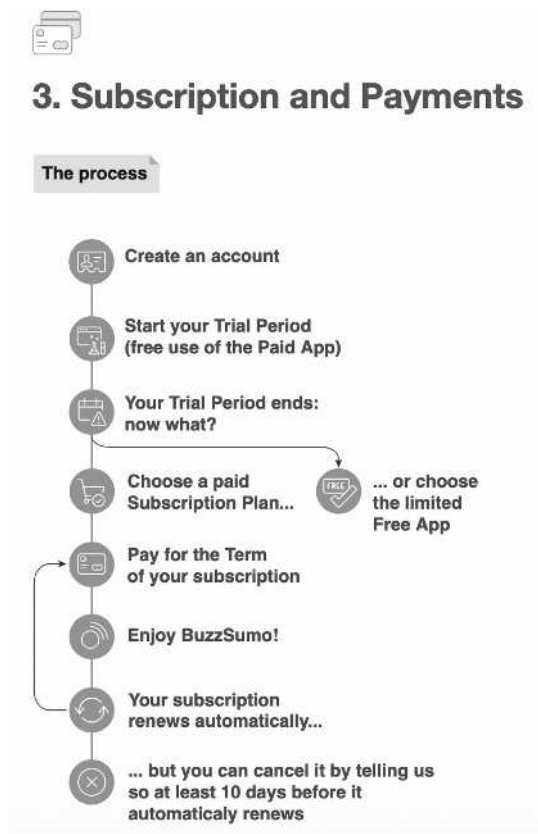 3. Subscription and Payments
The process
Create an account
Start your Trial Period
(free use of the Paid App)
Your Trial Period ends:
now what?
Choose a paid
Subscription Plan...
FREE
... or choose
the limited
Free App
Pay for the Term
of your subscription
Enjoy BuzzSumo!
Your subscription
renews automatically...
... but you can cancel it by telling us
so at least 10 days before it
automaticaly renews